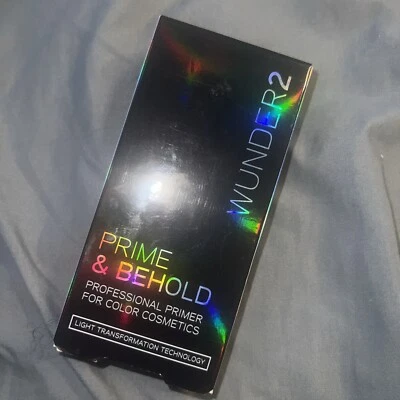 WUNDER2
PRIME
& BEHOLD
PROFESSIONAL PRIMER
FOR COLOR COSMETICS
LIGHT TRANSFORMATION TECHNOLOGY